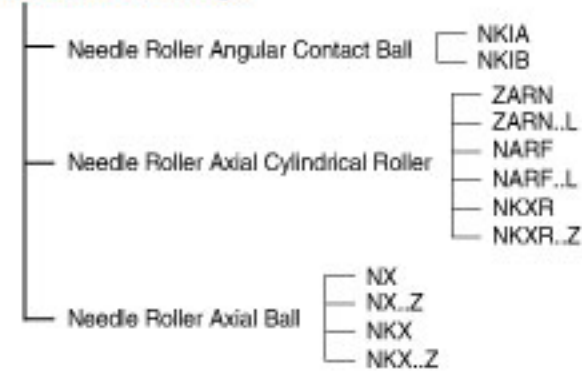 Needle Roller Angular Contact Ball
NKIA
NKIB
Needle Roller Axial Cylindrical Roller
ZARN
ZARN..L
NARF
NARF..L
NKXR
NKXR..Z
Needle Roller Axial Ball
NX
NX..Z
NKX
NKX..Z